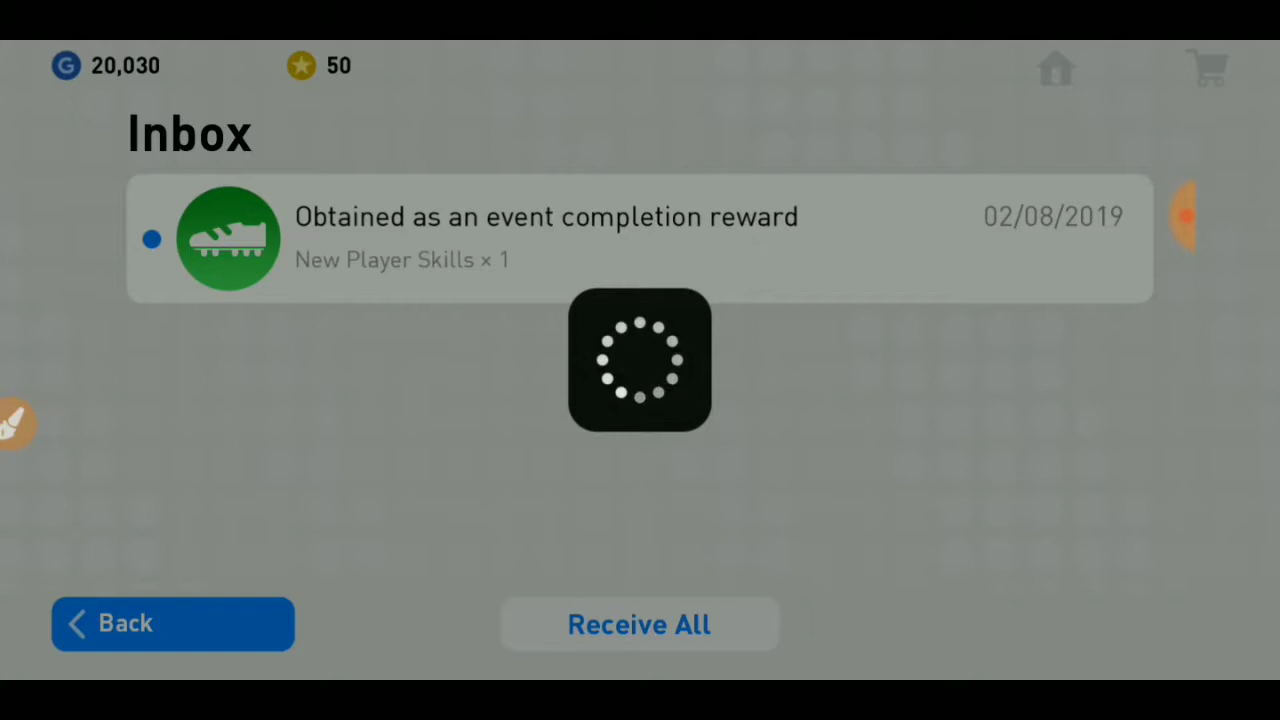 G 20,030
50
Inbox
Obtained as an event completion reward
02/08/2019
New Player Skills × 1
Back
Receive All